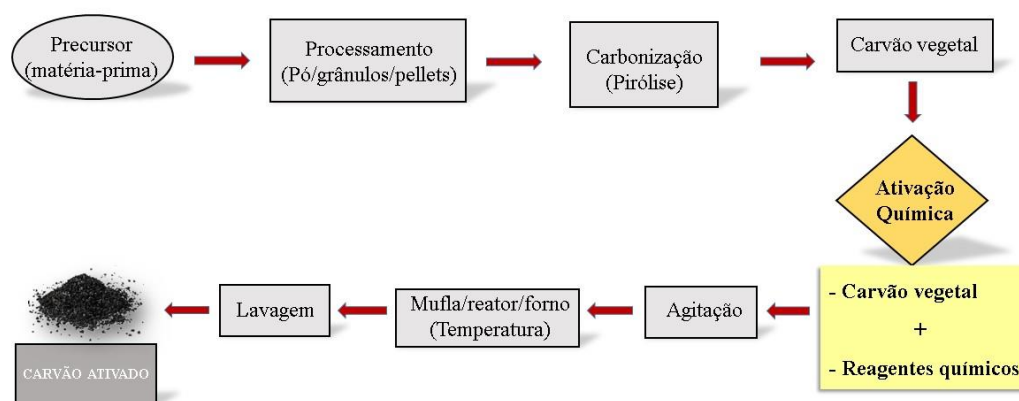 Precursor
(matéria-prima)
Processamento
(Pó/grânulos/pellets)
Carbonização
(Pirólise)
Carvão vegetal
Ativação
Química
- Carvão vegetal
+
- Reagentes químicos
Agitação
Mufla/reator/forno
(Temperatura)
Lavagem
CARVÃO ATIVADO